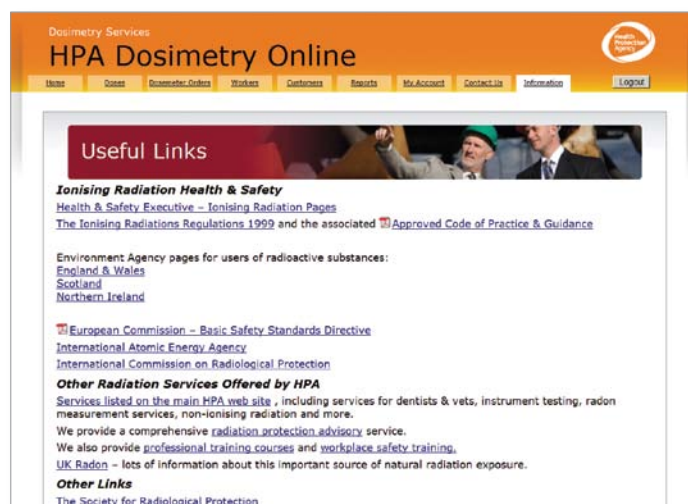 Dosimetry Services
HPA Dosimetry Online
Health
Protection
Agency
Home Doses Dosemeter Orders Workers Customers Reports My Account Contact Us Information Logout
Useful Links
Ionising Radiation Health & Safety
Health & Safety Executive – Ionising Radiation Pages
The Ionising Radiations Regulations 1999 and the associated Approved Code of Practice & Guidance
Environment Agency pages for users of radioactive substances:
England & Wales
Scotland
Northern Ireland
European Commission – Basic Safety Standards Directive
International Atomic Energy Agency
International Commission on Radiological Protection
Other Radiation Services Offered by HPA
Services listed on the main HPA web site , including services for dentists & vets, instrument testing, radon
measurement services, non-ionising radiation and more.
We provide a comprehensive radiation protection advisory service.
We also provide professional training courses and workplace safety training.
UK Radon – lots of information about this important source of natural radiation exposure.
Other Links
The Society for Radiological Protection